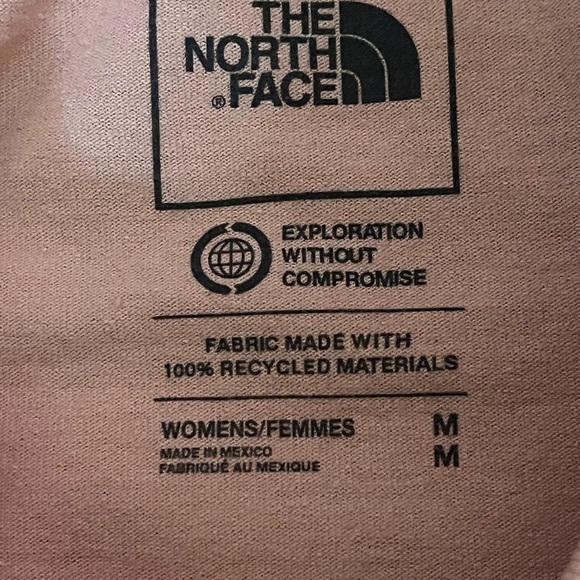 THE
NORTH
® FACE
EXPLORATION
WITHOUT
COMPROMISE
FABRIC MADE WITH
100% RECYCLED MATERIALS
WOMENS/FEMMES M
MADE IN MEXICO M
FABRIQUÉ AU MEXIQUE